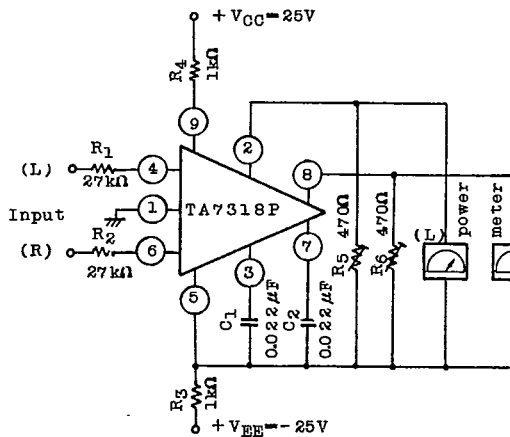 + VCC=25V
R4
1kΩ
9
2
8
R1
(L)
27kΩ
4
Input
1
TA7318P
R2
(R)
27kΩ
6
7
5
3
C1
0.022μF
C2
0.022μF
R5
470Ω
R6
470Ω
(L)
power
meter
R3
1kΩ
+ VEE=-25V